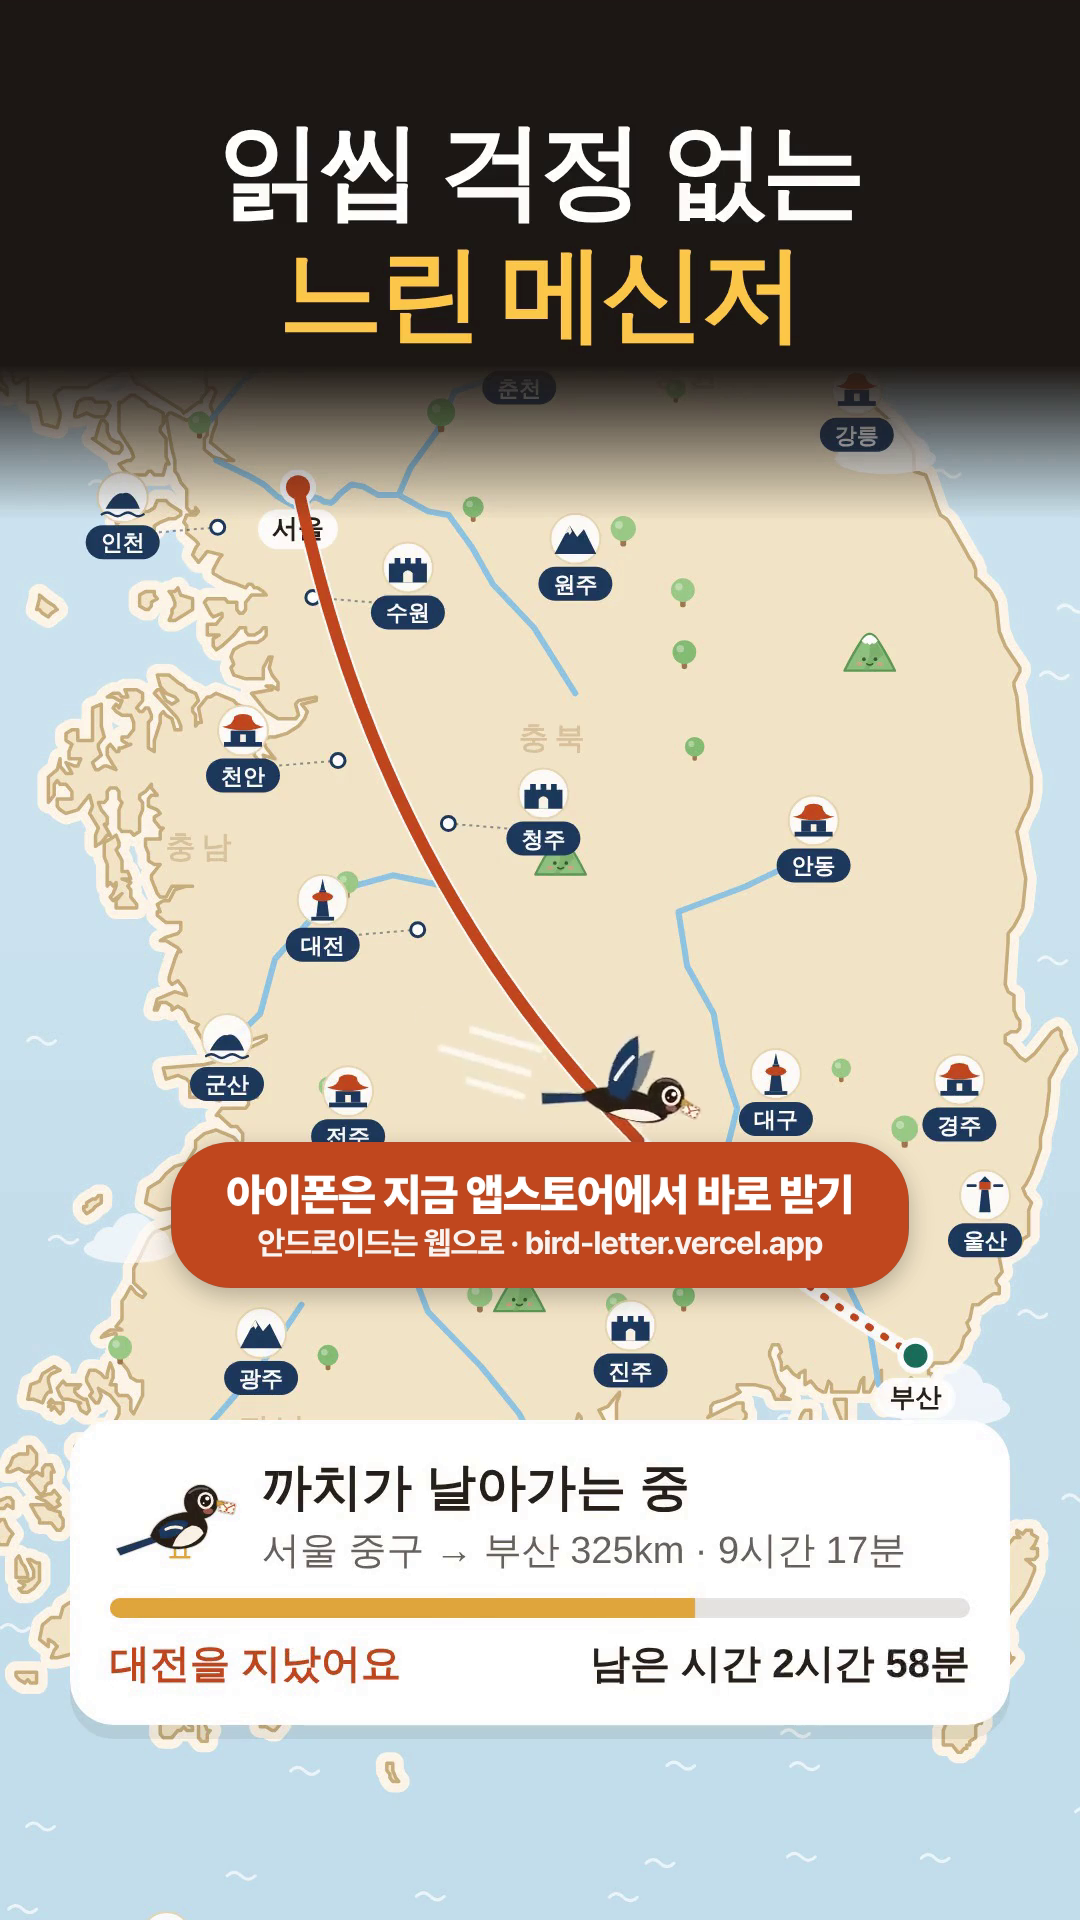 읽씹 걱정 없는
느린 메신저
춘천
강릉
인천
서울
수원
원주
충북
천안
청주
충남
안동
대전
군산
전주
대구
경주
아이폰은 지금 앱스토어에서 바로 받기
안드로이드는 웹으로 · bird-letter.vercel.app
울산
광주
진주
부산
까치가 날아가는 중
서울 중구 → 부산 325km · 9시간 17분
대전을 지났어요
남은 시간 2시간 58분